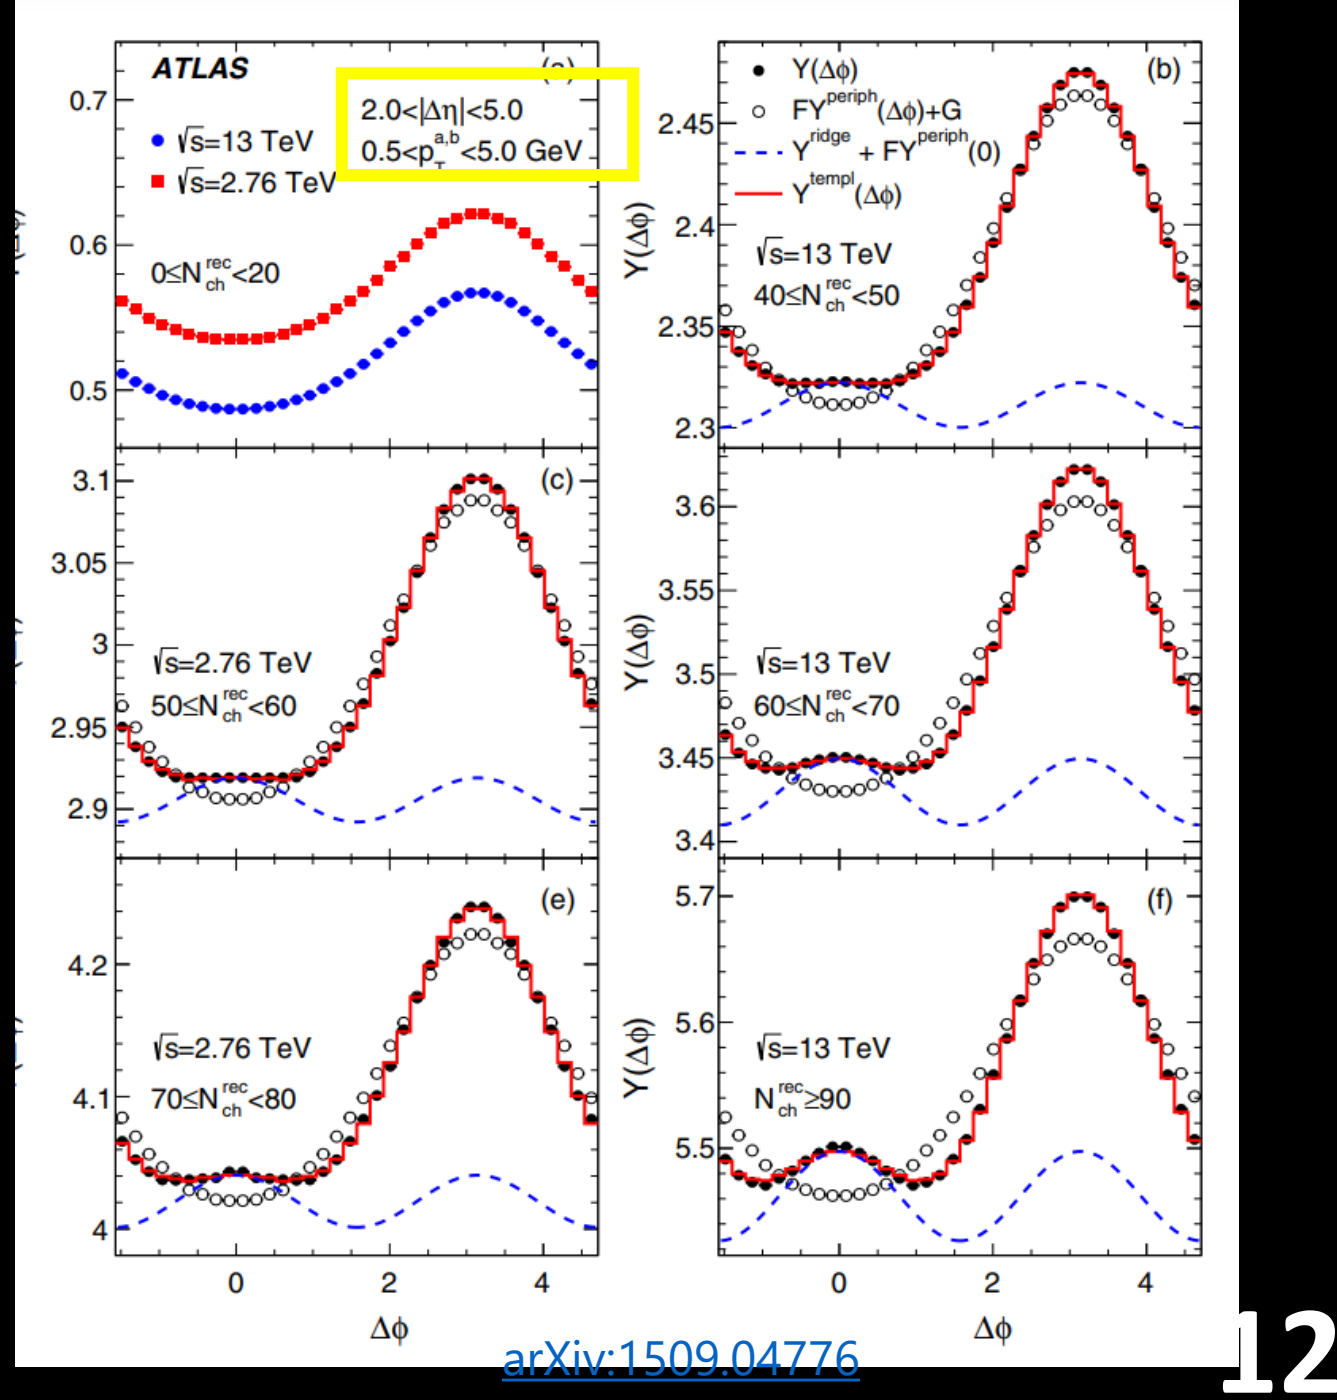 ATLAS
(a)
2.0<|Δη|<5.0
0.5<p_T^{a,b}<5.0 GeV
√s=13 TeV
√s=2.76 TeV
0≤N_ch^rec<20
0.7
0.6
0.5
(b)
Y(Δϕ)
FY^periph(Δϕ)+G
Y^ridge + FY^periph(0)
Y^templ(Δϕ)
√s=13 TeV
40≤N_ch^rec<50
Y(Δϕ)
2.45
2.4
2.35
2.3
(c)
√s=2.76 TeV
50≤N_ch^rec<60
3.1
3.05
3
2.95
2.9
√s=13 TeV
60≤N_ch^rec<70
Y(Δϕ)
3.6
3.55
3.5
3.45
3.4
(e)
√s=2.76 TeV
70≤N_ch^rec<80
4.2
4.1
4
0 2 4
Δϕ
(f)
√s=13 TeV
N_ch^rec≥90
Y(Δϕ)
5.7
5.6
5.5
0 2 4
Δϕ
arXiv:1509.04776
12